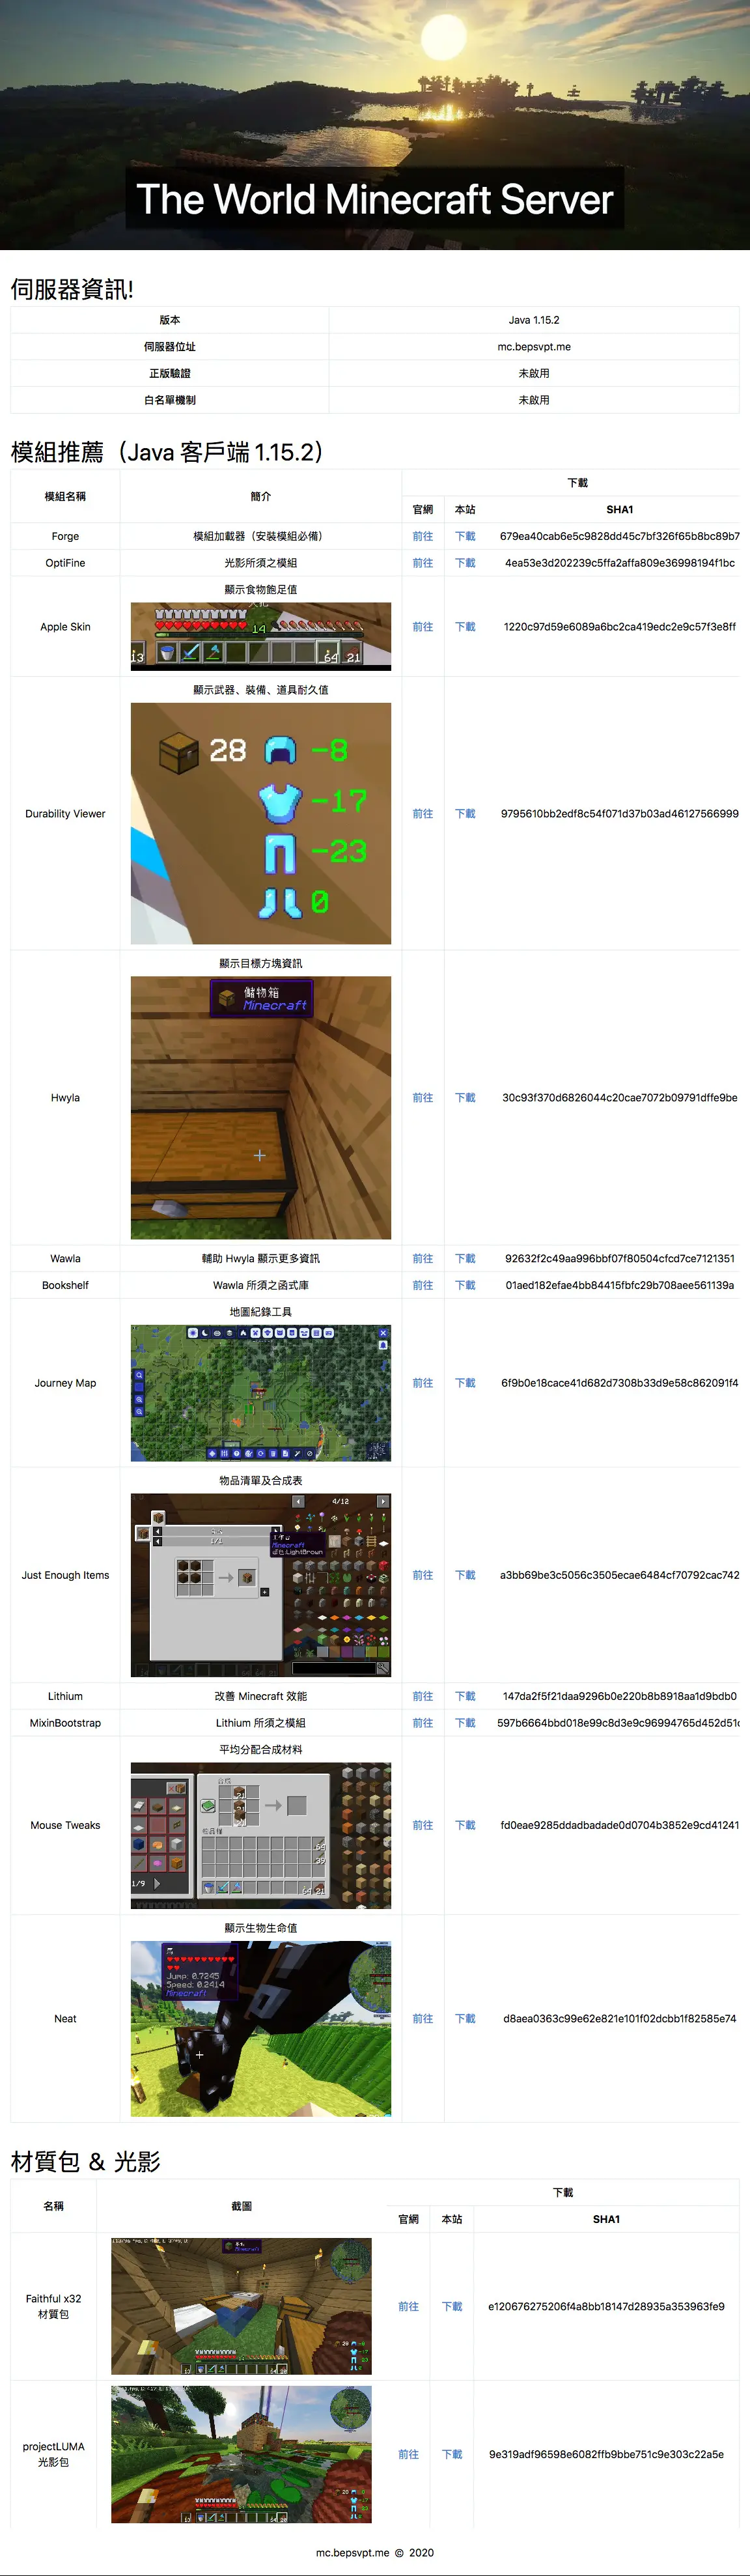 The World Minecraft Server
伺服器資訊!
版本 Java 1.15.2
伺服器位址 mc.bepsvpt.me
正版驗證 未啟用
白名單機制 未啟用
模組推薦（Java 客戶端 1.15.2）
模組名稱 簡介 下載
官網 本站 SHA1
Forge 模組加載器（安裝模組必備） 前往 下載 679ea40cab6e5c9828dd45c7bf326f65b8bc89b7
OptiFine 光影所須之模組 前往 下載 4ea53e3d202239c5ffa2affa809e36998194f1bc
顯示食物飽足值
14
13 64 21
Apple Skin 前往 下載 1220c97d59e6089a6bc2ca419edc2e9c57f3e8ff
顯示武器、裝備、道具耐久值
28 -8
-17
-23
0
Durability Viewer 前往 下載 9795610bb2edf8c54f071d37b03ad46127566999
顯示目標方塊資訊
儲物箱
Minecraft
Hwyla 前往 下載 30c93f370d6826044c20cae7072b09791dffe9be
Wawla 輔助 Hwyla 顯示更多資訊 前往 下載 92632f2c49aa996bbf07f80504cfcd7ce7121351
Bookshelf Wawla 所須之函式庫 前往 下載 01aed182efae4bb84415fbfc29b708aee561139a
地圖紀錄工具
Journey Map 前往 下載 6f9b0e18cace41d682d7308b33d9e58c862091f4
物品清單及合成表
4/12
1/1
Minecraft
Just Enough Items 前往 下載 a3bb69be3c5056c3505ecae6484cf70792cac742
Lithium 改善 Minecraft 效能 前往 下載 147da2f5f21daa9296b0e220b8b8918aa1d9bdb0
MixinBootstrap Lithium 所須之模組 前往 下載 597b6664bbd018e99c8d3e9c96994765d452d51c
平均分配合成材料
合成
物品欄
1/9
64 21
Mouse Tweaks 前往 下載 fd0eae9285ddadbadade0d0704b3852e9cd41241
顯示生物生命值
Jump: 0.7245
Speed: 0.2414
Minecraft
Neat 前往 下載 d8aea0363c99e62e821e101f02dcbb1f82585e74
材質包 & 光影
名稱 截圖 下載
官網 本站 SHA1
Faithful x32
材質包 前往 下載 e120676275206f4a8bb18147d28935a353963fe9
projectLUMA
光影包 前往 下載 9e319adf96598e6082ffb9bbe751c9e303c22a5e
mc.bepsvpt.me © 2020